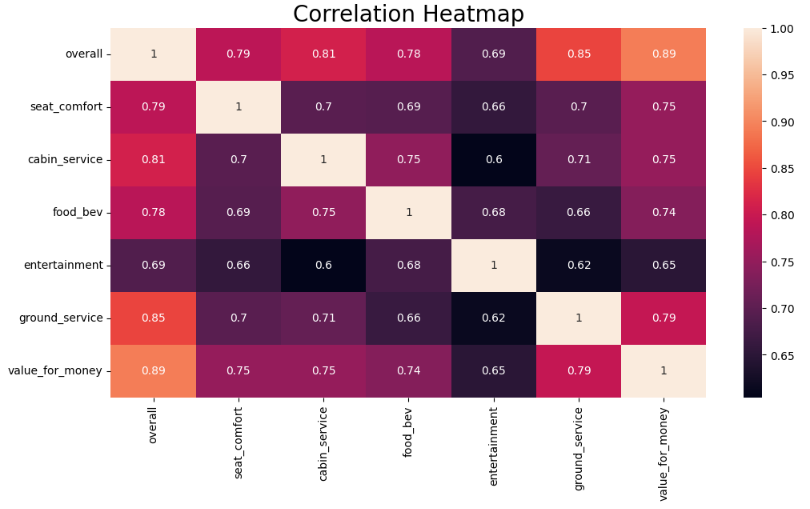 Correlation Heatmap
overall 1 0.79 0.81 0.78 0.69 0.85 0.89
seat_comfort 0.79 1 0.7 0.69 0.66 0.7 0.75
cabin_service 0.81 0.7 1 0.75 0.6 0.71 0.75
food_bev 0.78 0.69 0.75 1 0.68 0.66 0.74
entertainment 0.69 0.66 0.6 0.68 1 0.62 0.65
ground_service 0.85 0.7 0.71 0.66 0.62 1 0.79
value_for_money 0.89 0.75 0.75 0.74 0.65 0.79 1
overall
seat_comfort
cabin_service
food_bev
entertainment
ground_service
value_for_money
1.00
0.95
0.90
0.85
0.80
0.75
0.70
0.65